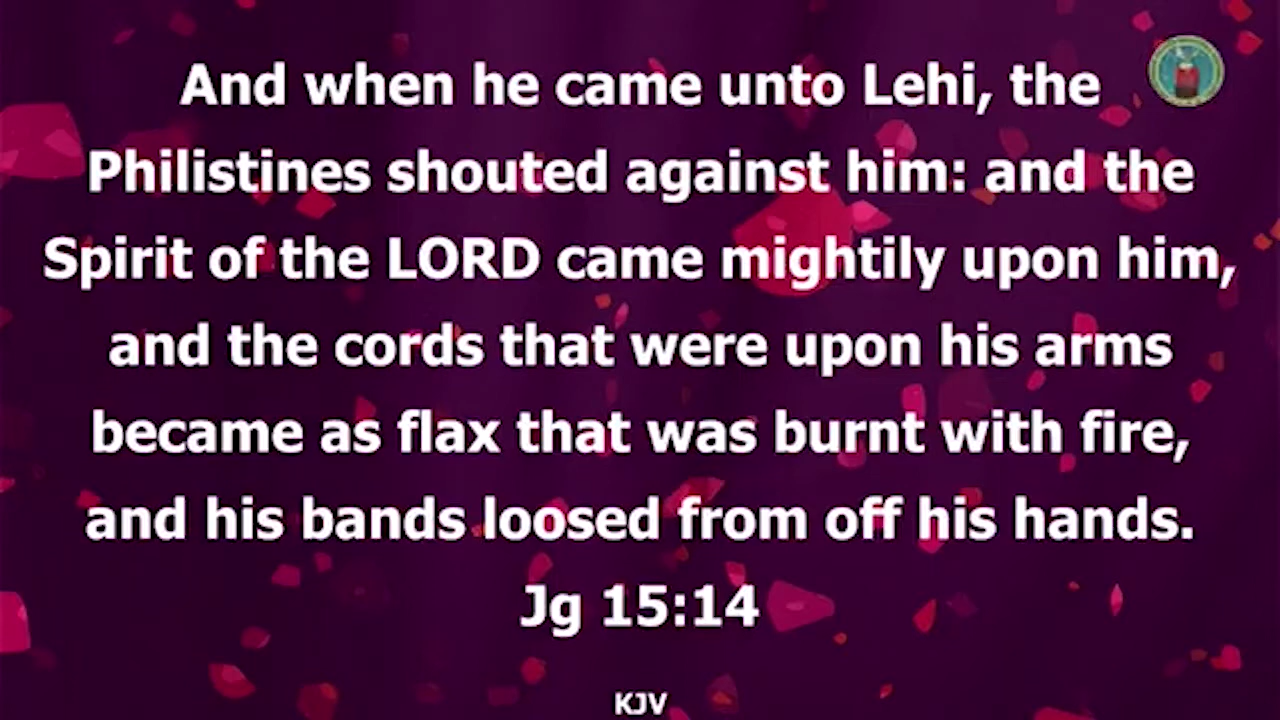 And when he came unto Lehi, the
Philistines shouted against him: and the
Spirit of the LORD came mightily upon him,
and the cords that were upon his arms
became as flax that was burnt with fire,
and his bands loosed from off his hands.
Jg 15:14
KJV